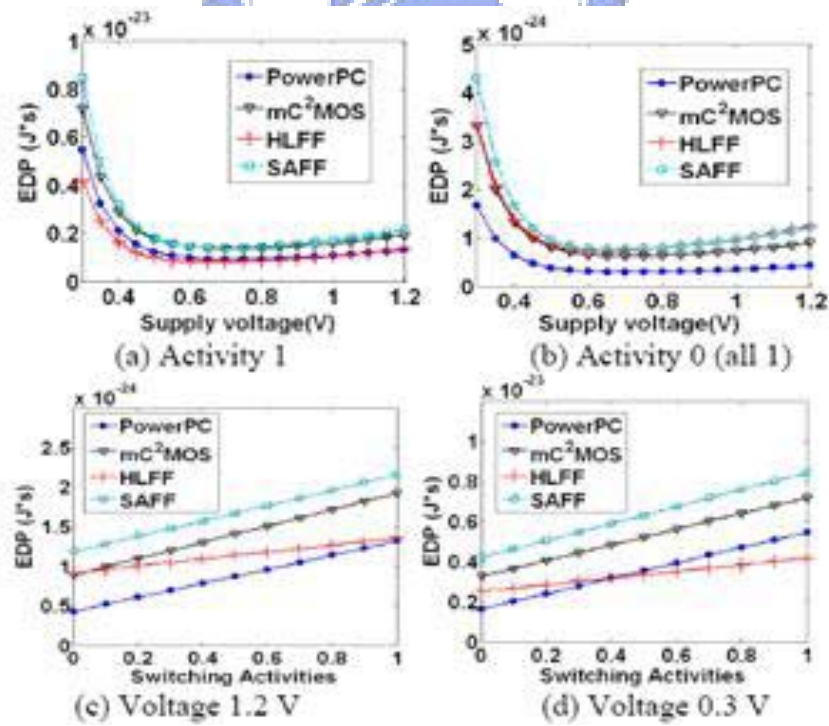 x 10⁻²³
1
0.8
0.6
0.4
0.2
0
EDP (J*s)
PowerPC
mC²MOS
HLFF
SAFF
0.4 0.6 0.8 1 1.2
Supply voltage(V)
(a) Activity 1
x 10⁻²⁴
5
4
3
2
1
0
EDP (J*s)
PowerPC
mC²MOS
HLFF
SAFF
0.4 0.6 0.8 1 1.2
Supply voltage(V)
(b) Activity 0 (all 1)
x 10⁻²⁴
2.5
2
1.5
1
0.5
0
EDP (J*s)
PowerPC
mC²MOS
HLFF
SAFF
0 0.2 0.4 0.6 0.8 1
Switching Activities
(c) Voltage 1.2 V
x 10⁻²³
1
0.8
0.6
0.4
0.2
0
EDP (J*s)
PowerPC
mC²MOS
HLFF
SAFF
0 0.2 0.4 0.6 0.8 1
Switching Activities
(d) Voltage 0.3 V